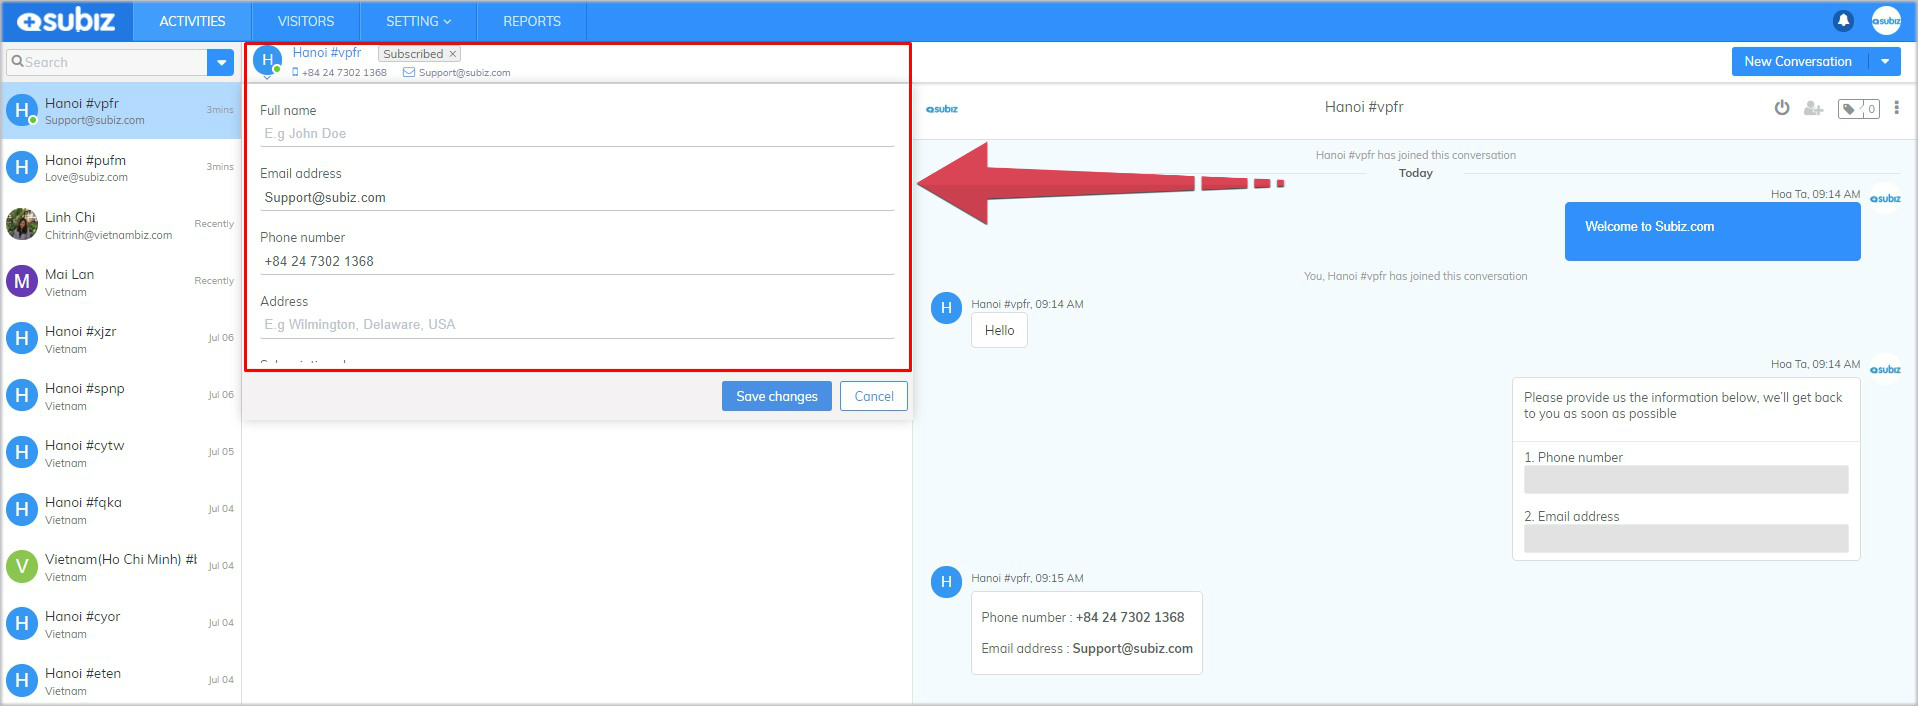 subiz
ACTIVITIES
VISITORS
SETTING
REPORTS
subiz
Search
H
Hanoi #vpfr
3mins
Support@subiz.com
H
Hanoi #pufm
3mins
Love@subiz.com
Linh Chi
Recently
Chitrinh@vietnambiz.com
M
Mai Lan
Recently
Vietnam
H
Hanoi #xjzr
Jul 06
Vietnam
H
Hanoi #spnp
Jul 06
Vietnam
H
Hanoi #cytw
Jul 05
Vietnam
H
Hanoi #fqka
Jul 04
Vietnam
V
Vietnam(Ho Chi Minh) #
Jul 04
Vietnam
H
Hanoi #cyor
Jul 04
Vietnam
H
Hanoi #eten
Jul 04
Vietnam
H
Hanoi #vpfr
Subscribed ×
+84 24 7302 1368
Support@subiz.com
Full name
E.g John Doe
Email address
Support@subiz.com
Phone number
+84 24 7302 1368
Address
E.g Wilmington, Delaware, USA
Save changes
Cancel
New Conversation
subiz
Hanoi #vpfr
0
Hanoi #vpfr has joined this conversation
Today
Hoa Ta, 09:14 AM
subiz
Welcome to Subiz.com
You, Hanoi #vpfr has joined this conversation
H
Hanoi #vpfr, 09:14 AM
Hello
Hoa Ta, 09:14 AM
subiz
Please provide us the information below, we'll get back
to you as soon as possible
1. Phone number
2. Email address
H
Hanoi #vpfr, 09:15 AM
Phone number : +84 24 7302 1368
Email address : Support@subiz.com